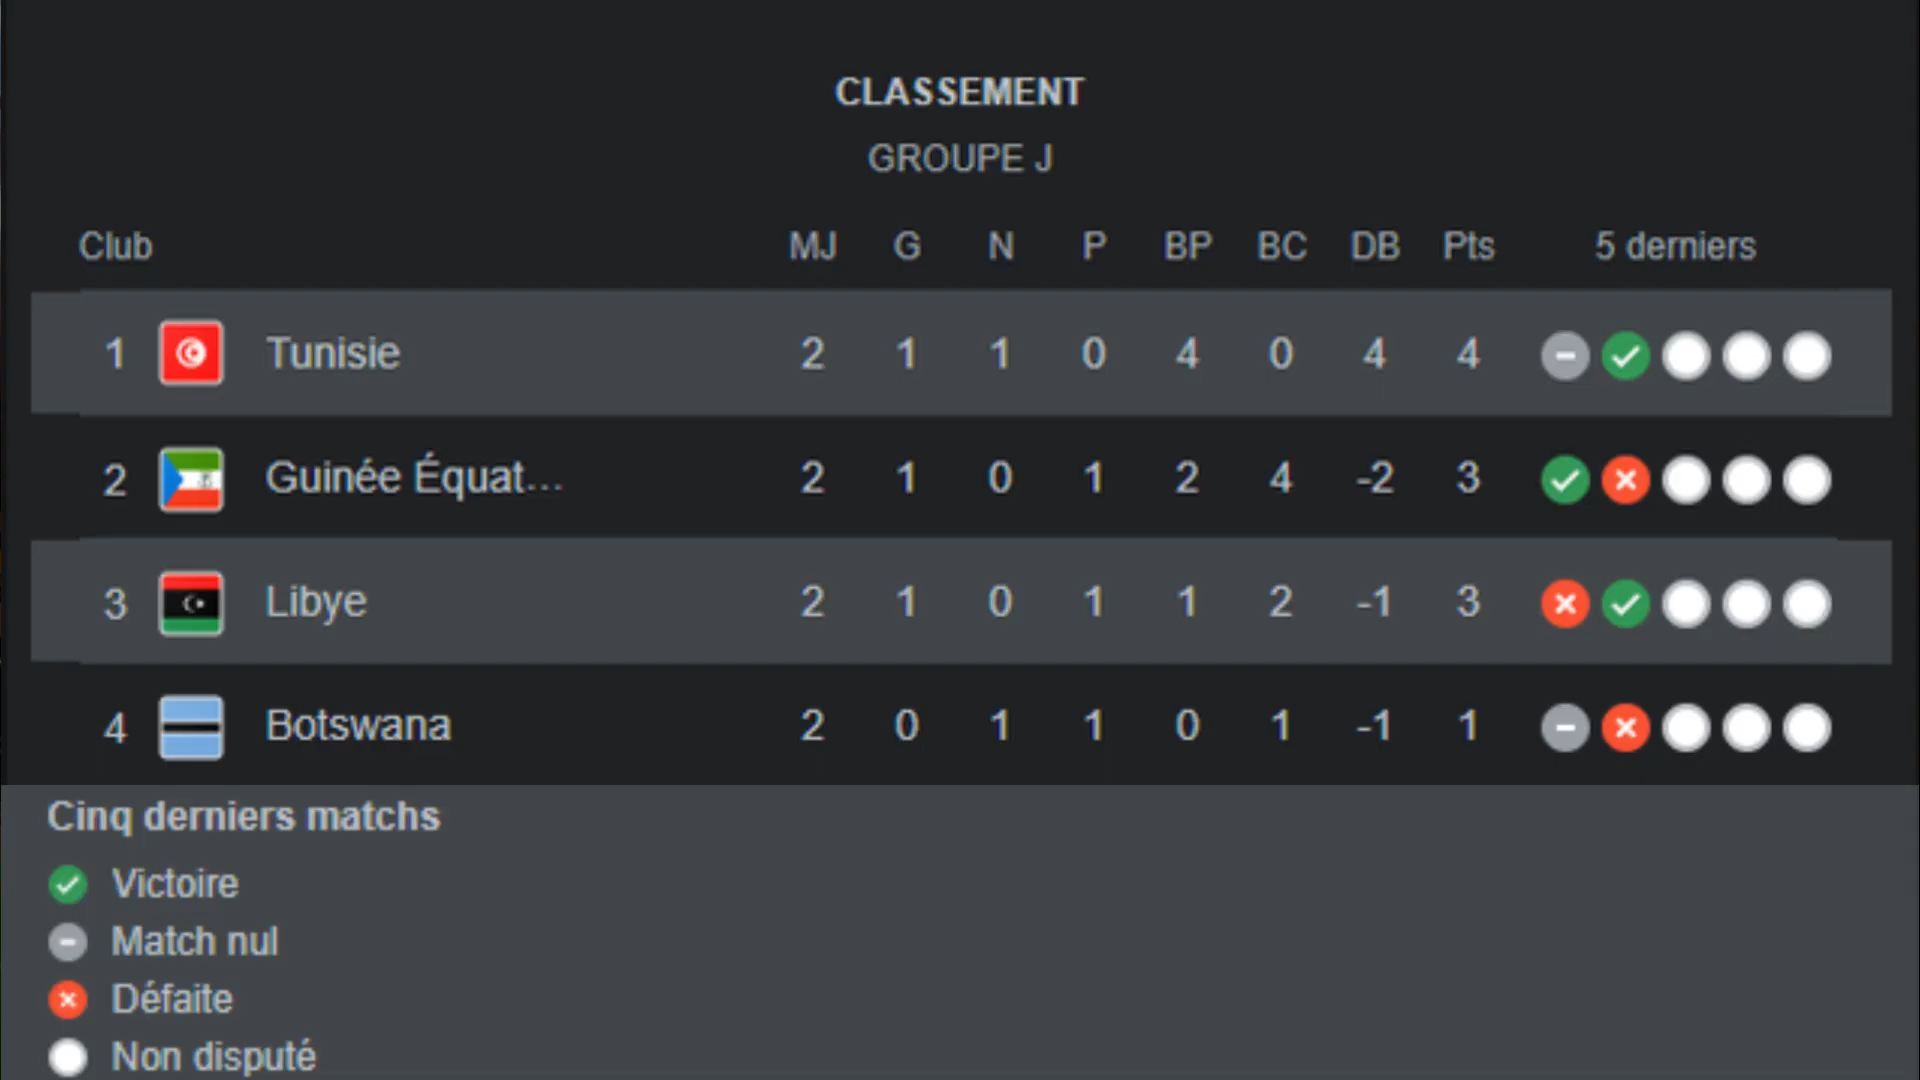 CLASSEMENT
GROUPE J
Club MJ G N P BP BC DB Pts 5 derniers
1 Tunisie 2 1 1 0 4 0 4 4
2 Guinée Équat... 2 1 0 1 2 4 -2 3
3 Libye 2 1 0 1 1 2 -1 3
4 Botswana 2 0 1 1 0 1 -1 1
Cinq derniers matchs
Victoire
Match nul
Défaite
Non disputé